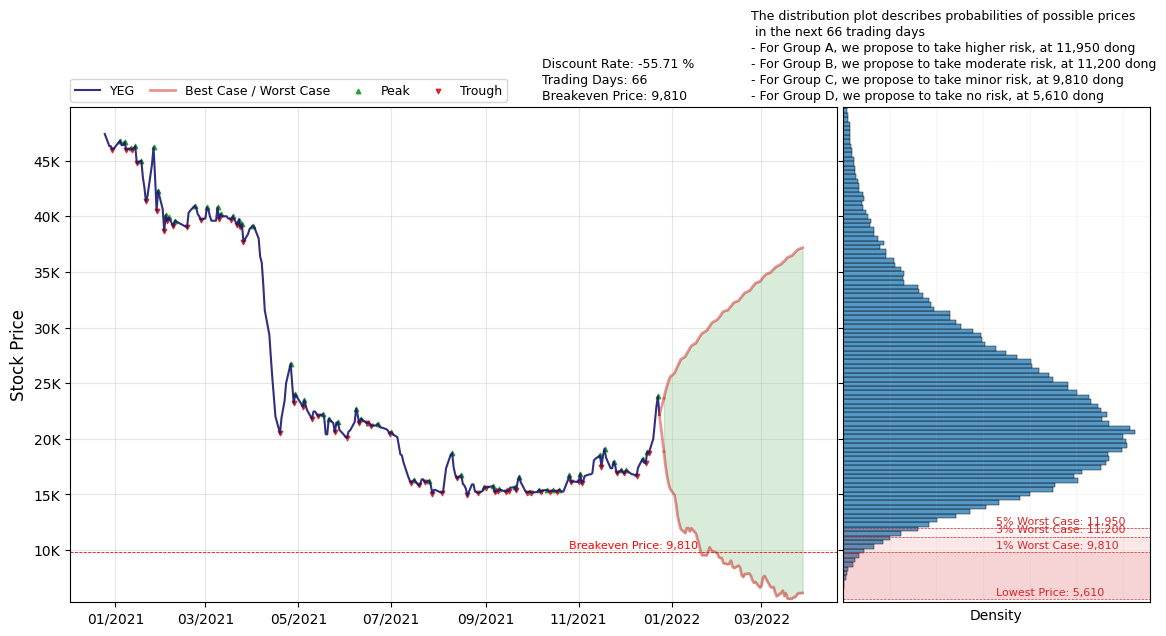 The distribution plot describes probabilities of possible prices
in the next 66 trading days
- For Group A, we propose to take higher risk, at 11,950 dong
- For Group B, we propose to take moderate risk, at 11,200 dong
- For Group C, we propose to take minor risk, at 9,810 dong
- For Group D, we propose to take no risk, at 5,610 dong
Discount Rate: -55.71 %
Trading Days: 66
Breakeven Price: 9,810
YEG
Best Case / Worst Case
Peak
Trough
Stock Price
45K
40K
35K
30K
25K
20K
15K
10K
Breakeven Price: 9,810
01/2021
03/2021
05/2021
07/2021
09/2021
11/2021
01/2022
03/2022
5% Worst Case: 11,950
3% Worst Case: 11,200
1% Worst Case: 9,810
Lowest Price: 5,610
Density